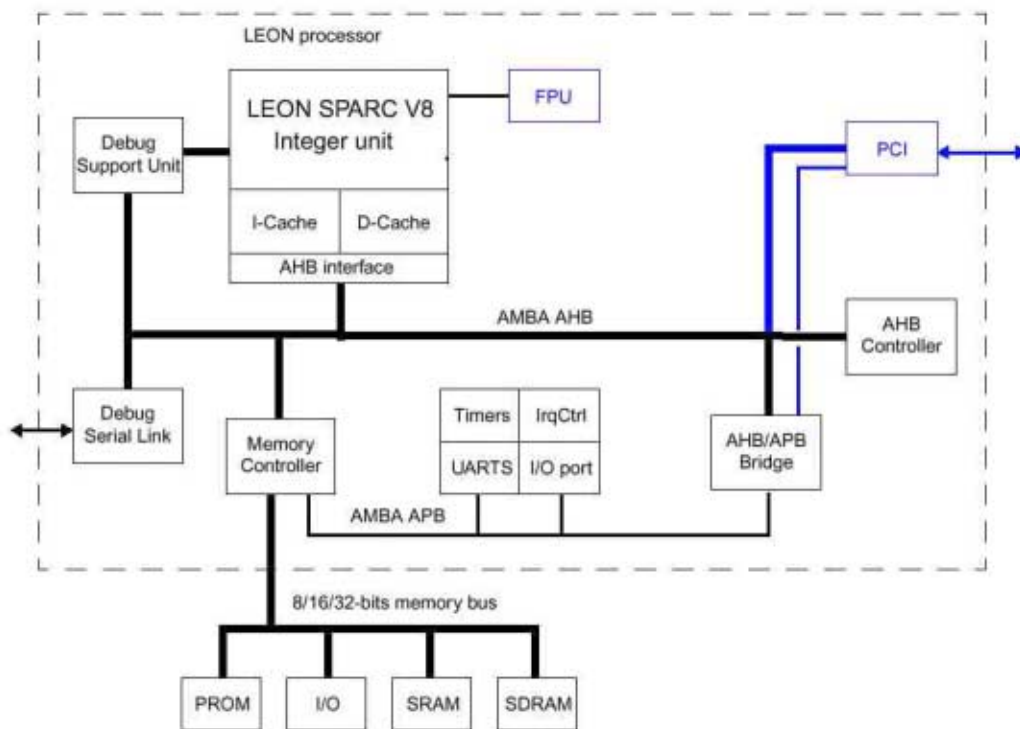 LEON processor
LEON SPARC V8
Integer unit
FPU
Debug
Support Unit
PCI
I-Cache
D-Cache
AHB interface
AMBA AHB
AHB
Controller
Debug
Serial Link
Memory
Controller
Timers
IrqCtrl
UARTS
I/O port
AHB/APB
Bridge
AMBA APB
8/16/32-bits memory bus
PROM
I/O
SRAM
SDRAM